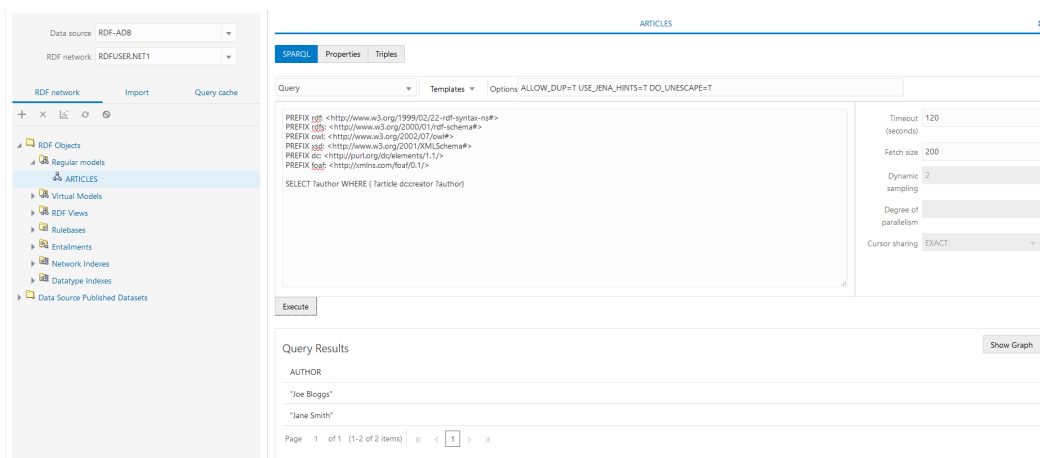 Data source RDF-ADB
RDF network RDFUSER.NET1
RDF network Import Query cache
RDF Objects
Regular models
ARTICLES
Virtual Models
RDF Views
Rulebases
Entailments
Network Indexes
Datatype Indexes
Data Source Published Datasets
ARTICLES
SPARQL Properties Triples
Query Templates Options ALLOW_DUP=T USE_JENA_HINTS=T DO_UNESCAPE=T
PREFIX rdf: <http://www.w3.org/1999/02/22-rdf-syntax-ns#>
PREFIX rdfs: <http://www.w3.org/2000/01/rdf-schema#>
PREFIX owl: <http://www.w3.org/2002/07/owl#>
PREFIX xsd: <http://www.w3.org/2001/XMLSchema#>
PREFIX dc: <http://purl.org/dc/elements/1.1/>
PREFIX foaf: <http://xmlns.com/foaf/0.1/>
SELECT ?author WHERE { ?article dc:creator ?author}
Timeout 120
(seconds)
Fetch size 200
Dynamic 2
sampling
Degree of
parallelism
Cursor sharing EXACT
Execute
Query Results
Show Graph
AUTHOR
"Joe Bloggs"
"Jane Smith"
Page 1 of 1 (1-2 of 2 items) 1